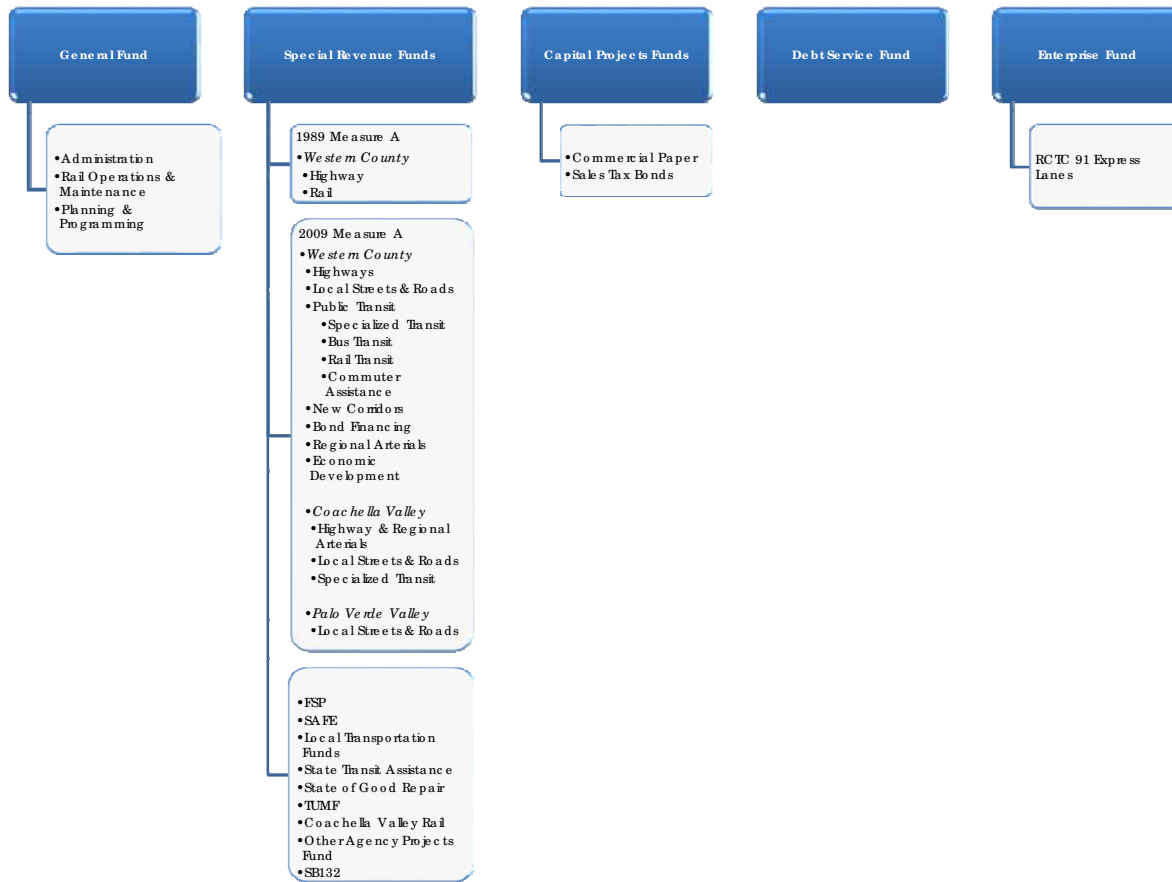 General Fund
Special Revenue Funds
Capital Projects Funds
Debt Service Fund
Enterprise Fund
•Administration
•Rail Operations &
Maintenance
•Planning &
Programming
1989 Measure A
•Western County
•Highway
•Rail
2009 Measure A
•Western County
•Highways
•Local Streets & Roads
•Public Transit
•Specialized Transit
•Bus Transit
•Rail Transit
•Commuter
Assistance
•New Corridors
•Bond Financing
•Regional Arterials
•Economic
Development
•Coachella Valley
•Highway & Regional
Arterials
•Local Streets & Roads
•Specialized Transit
•Palo Verde Valley
•Local Streets & Roads
•FSP
•SAFE
•Local Transportation
Funds
•State Transit Assistance
•State of Good Repair
•TUMF
•Coachella Valley Rail
•Other Agency Projects
Fund
•SB132
•Commercial Paper
•Sales Tax Bonds
RCTC 91 Express
Lanes